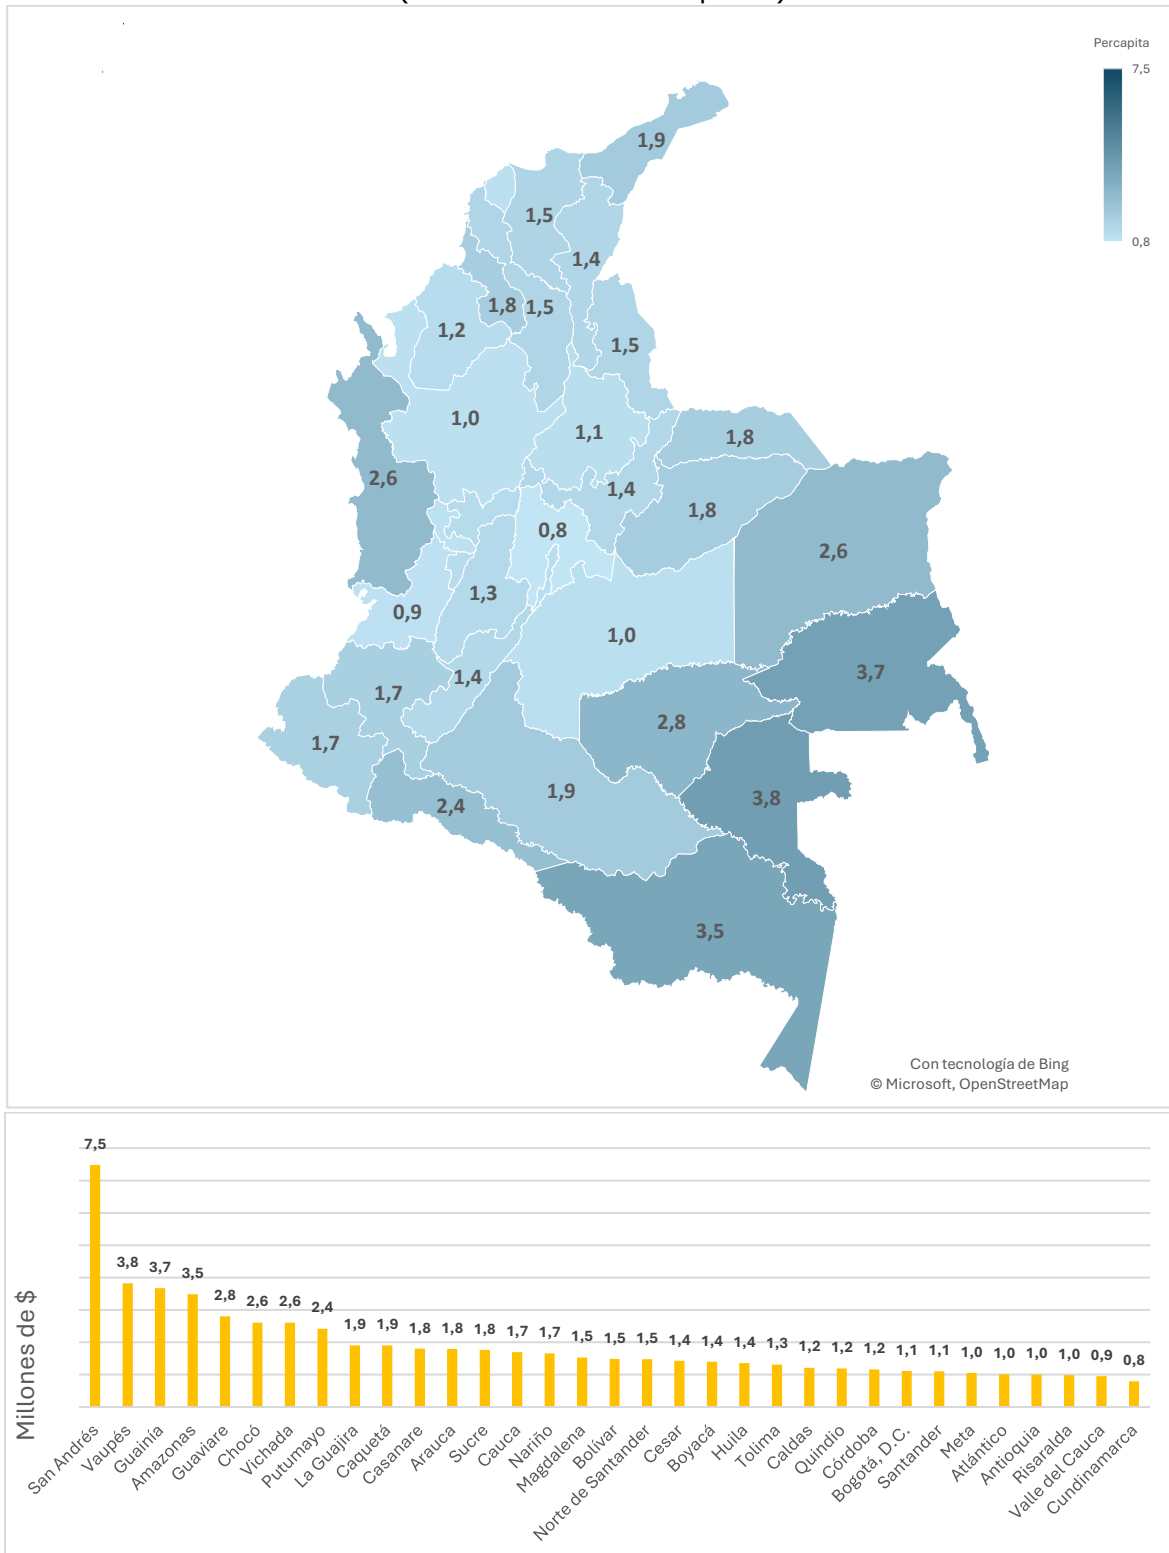 Percapita
7,5
0,8
1,9
1,5
1,4
1,8
1,5
1,2
1,5
1,0
1,1
1,8
2,6
1,4
1,8
0,8
2,6
1,3
0,9
1,0
3,7
1,4
1,7
2,8
1,7
1,9
3,8
2,4
3,5
Con tecnología de Bing
© Microsoft, OpenStreetMap
Millones de $
7,5
3,8
3,7
3,5
2,8
2,6
2,6
2,4
1,9
1,9
1,8
1,8
1,8
1,7
1,7
1,5
1,5
1,5
1,4
1,4
1,4
1,3
1,2
1,2
1,2
1,1
1,1
1,0
1,0
1,0
1,0
0,9
0,8
San Andrés
Vaupés
Guainía
Amazonas
Guaviare
Chocó
Vichada
Putumayo
La Guajira
Caquetá
Casanare
Arauca
Sucre
Cauca
Nariño
Magdalena
Bolívar
Norte de Santander
Cesar
Boyacá
Huila
Tolima
Caldas
Quindio
Córdoba
Bogotá, D.C.
Santander
Meta
Atlántico
Antioquia
Risaralda
Valle del Cauca
Cundinamarca